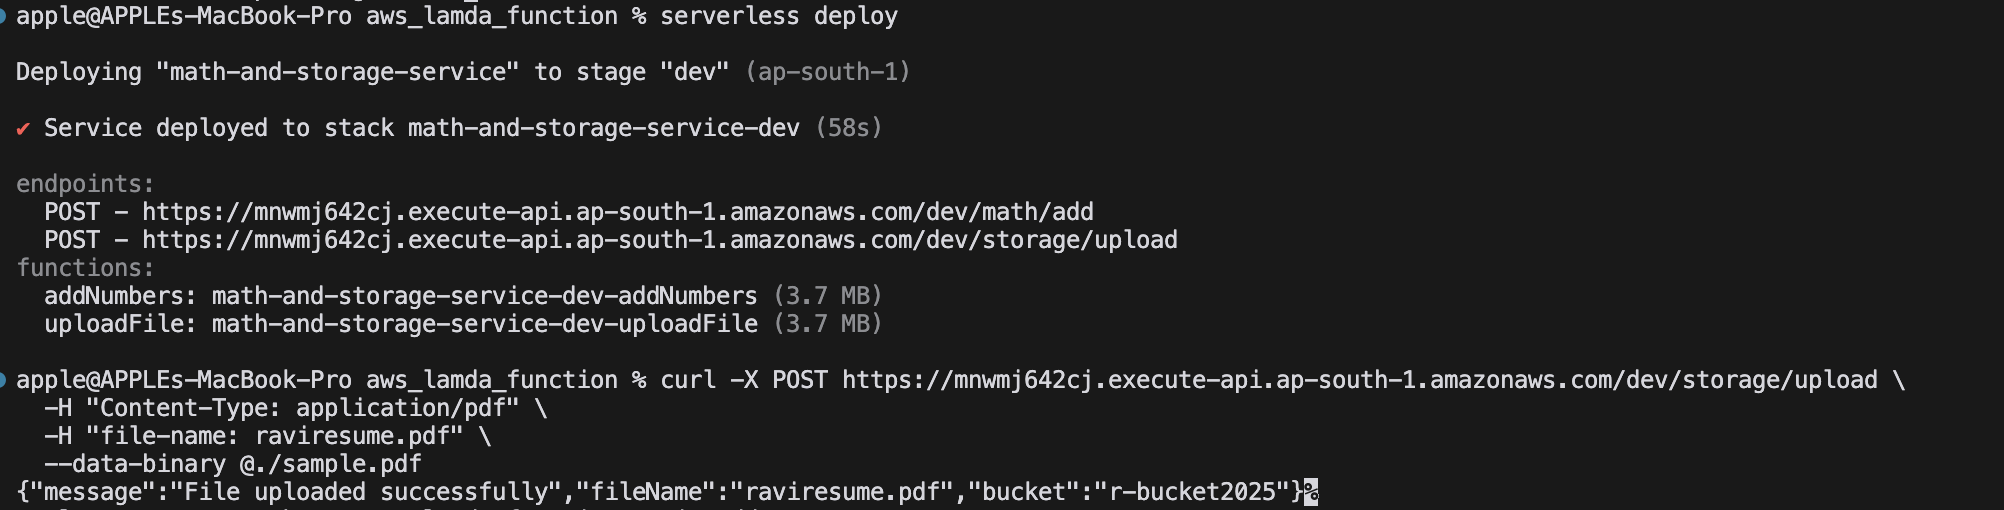 apple@APPLEs-MacBook-Pro aws_lamda_function % serverless deploy
Deploying "math-and-storage-service" to stage "dev" (ap-south-1)
✔ Service deployed to stack math-and-storage-service-dev (58s)
endpoints:
POST - https://mnwmj642cj.execute-api.ap-south-1.amazonaws.com/dev/math/add
POST - https://mnwmj642cj.execute-api.ap-south-1.amazonaws.com/dev/storage/upload
functions:
addNumbers: math-and-storage-service-dev-addNumbers (3.7 MB)
uploadFile: math-and-storage-service-dev-uploadFile (3.7 MB)
apple@APPLEs-MacBook-Pro aws_lamda_function % curl -X POST https://mnwmj642cj.execute-api.ap-south-1.amazonaws.com/dev/storage/upload \
-H "Content-Type: application/pdf" \
-H "file-name: raviresume.pdf" \
--data-binary @./sample.pdf
{"message":"File uploaded successfully","fileName":"raviresume.pdf","bucket":"r-bucket2025"}%